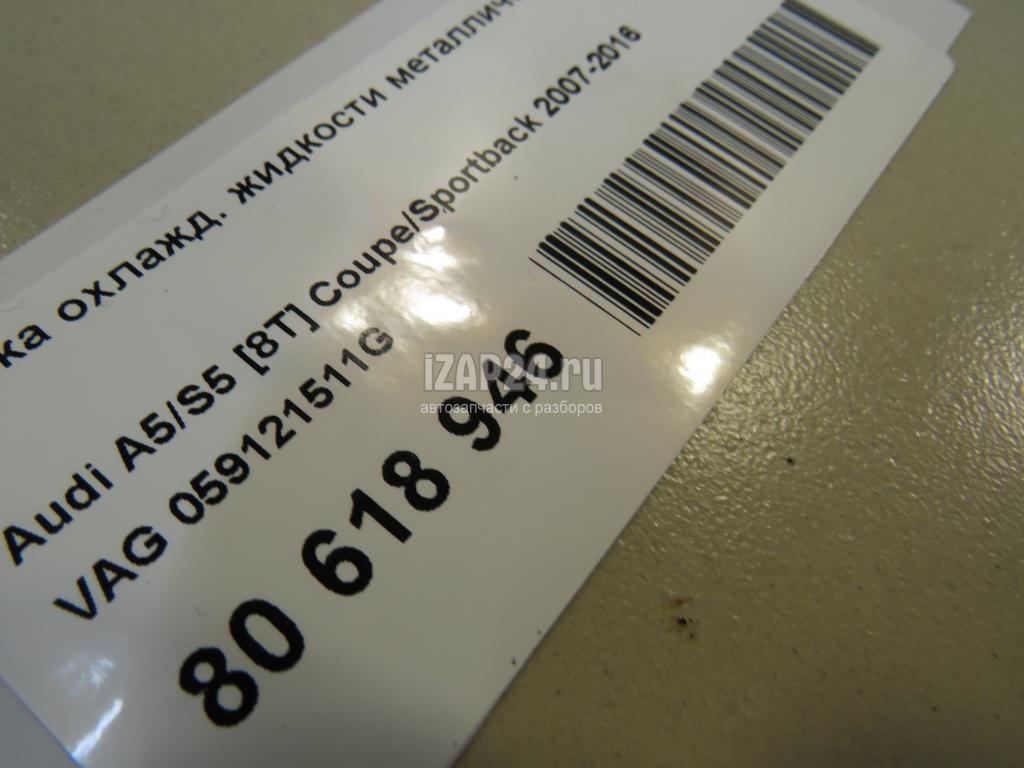 ка охлажд. жидкости металличе
Audi A5/S5 [8T] Coupe/Sportback 2007-2016
VAG 059121511G
80 618 946
iZAP24.ru
автозапчасти с разборов